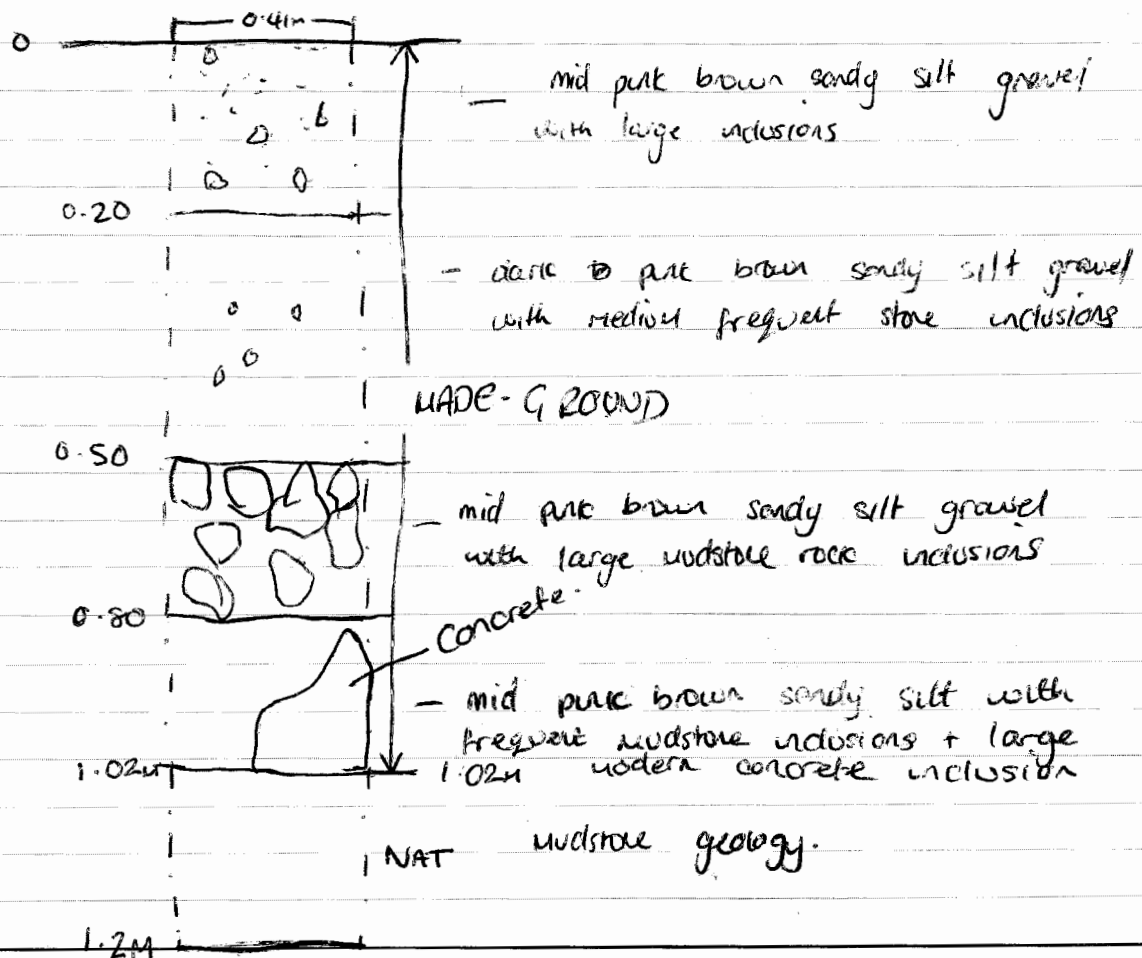 0.41m
0
mid pink brown sandy silt gravel
with large inclusions
0.20
- dark to pink brown sandy silt gravel
with medium frequent stone inclusions
MADE-GROUND
0.50
- mid pink brown sandy silt gravel
with large mudstone rock inclusions
0.80
Concrete.
- mid pink brown sandy silt with
frequent mudstone inclusions + large
modern concrete inclusion
1.02m
1.02m
NAT
mudstone geology.
1.2M